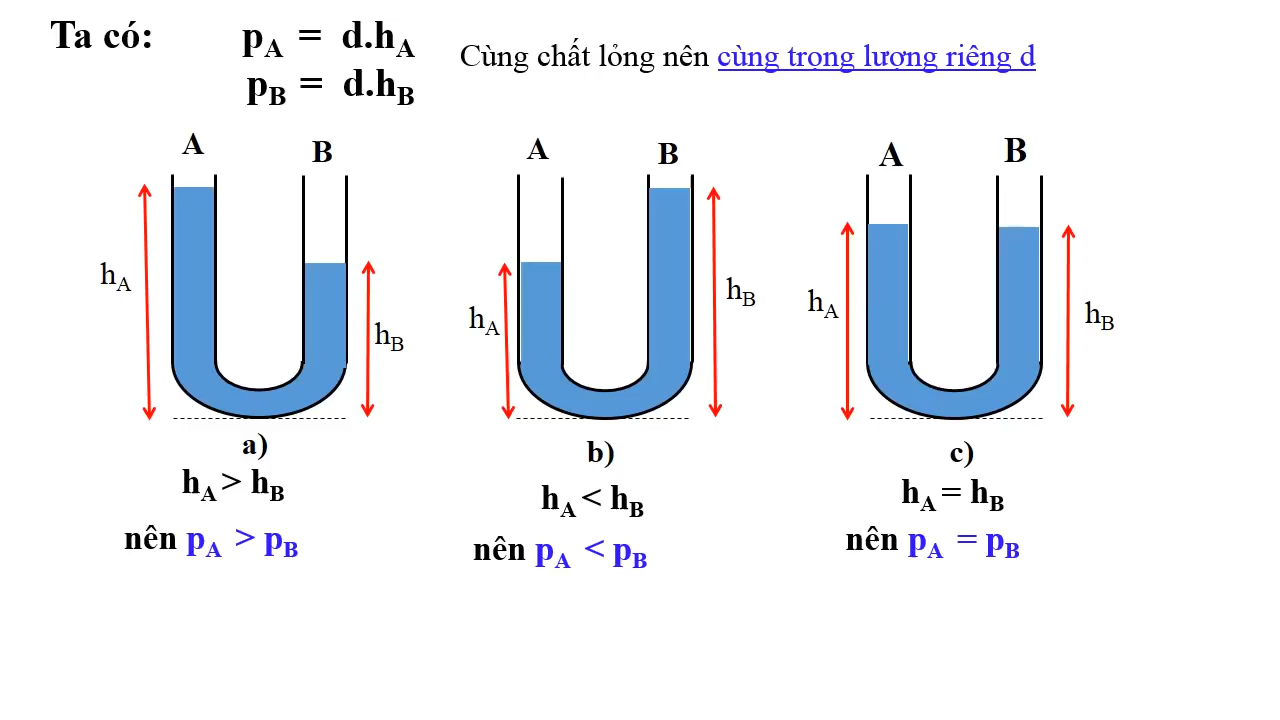 Ta có: pA = d.hA
pB = d.hB
Cùng chất lỏng nên cùng trọng lượng riêng d
A
B
hA
hB
a)
hA > hB
nên pA > pB
A
B
hA
hB
b)
hA < hB
nên pA < pB
A
B
hA
hB
c)
hA = hB
nên pA = pB